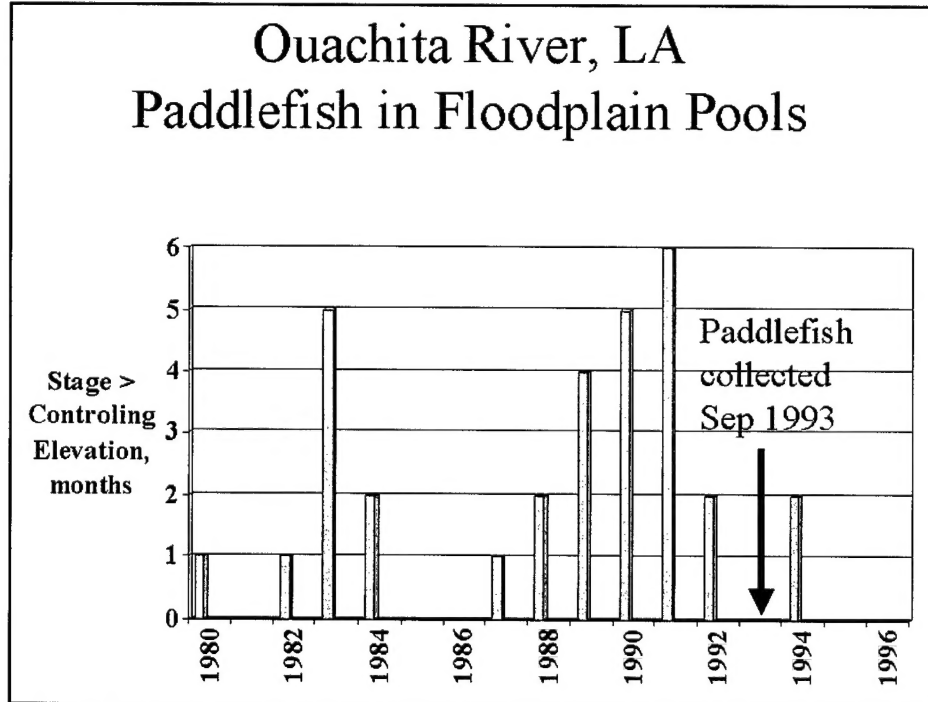 Ouachita River, LA
Paddlefish in Floodplain Pools
Stage >
Controling
Elevation,
months
6
5
4
3
2
1
0
Paddlefish
collected
Sep 1993
1980
1982
1984
1986
1988
1990
1992
1994
1996